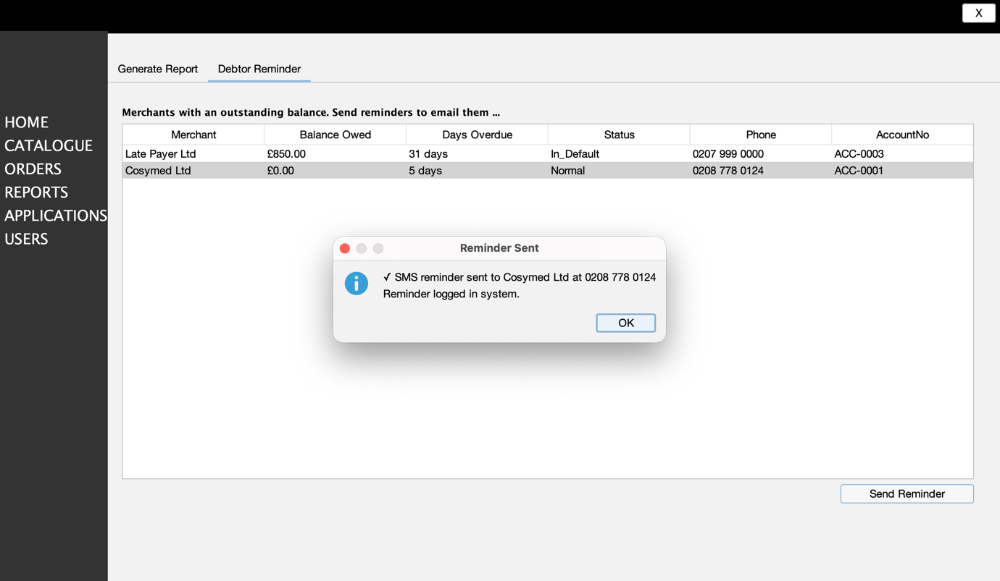 X
Generate Report Debtor Reminder
HOME
CATALOGUE
ORDERS
REPORTS
APPLICATIONS
USERS
Merchants with an outstanding balance. Send reminders to email them ...
Merchant Balance Owed Days Overdue Status Phone AccountNo
Late Payer Ltd £850.00 31 days In_Default 0207 999 0000 ACC-0003
Cosymed Ltd £0.00 5 days Normal 0208 778 0124 ACC-0001
Reminder Sent
✓ SMS reminder sent to Cosymed Ltd at 0208 778 0124
Reminder logged in system.
OK
Send Reminder